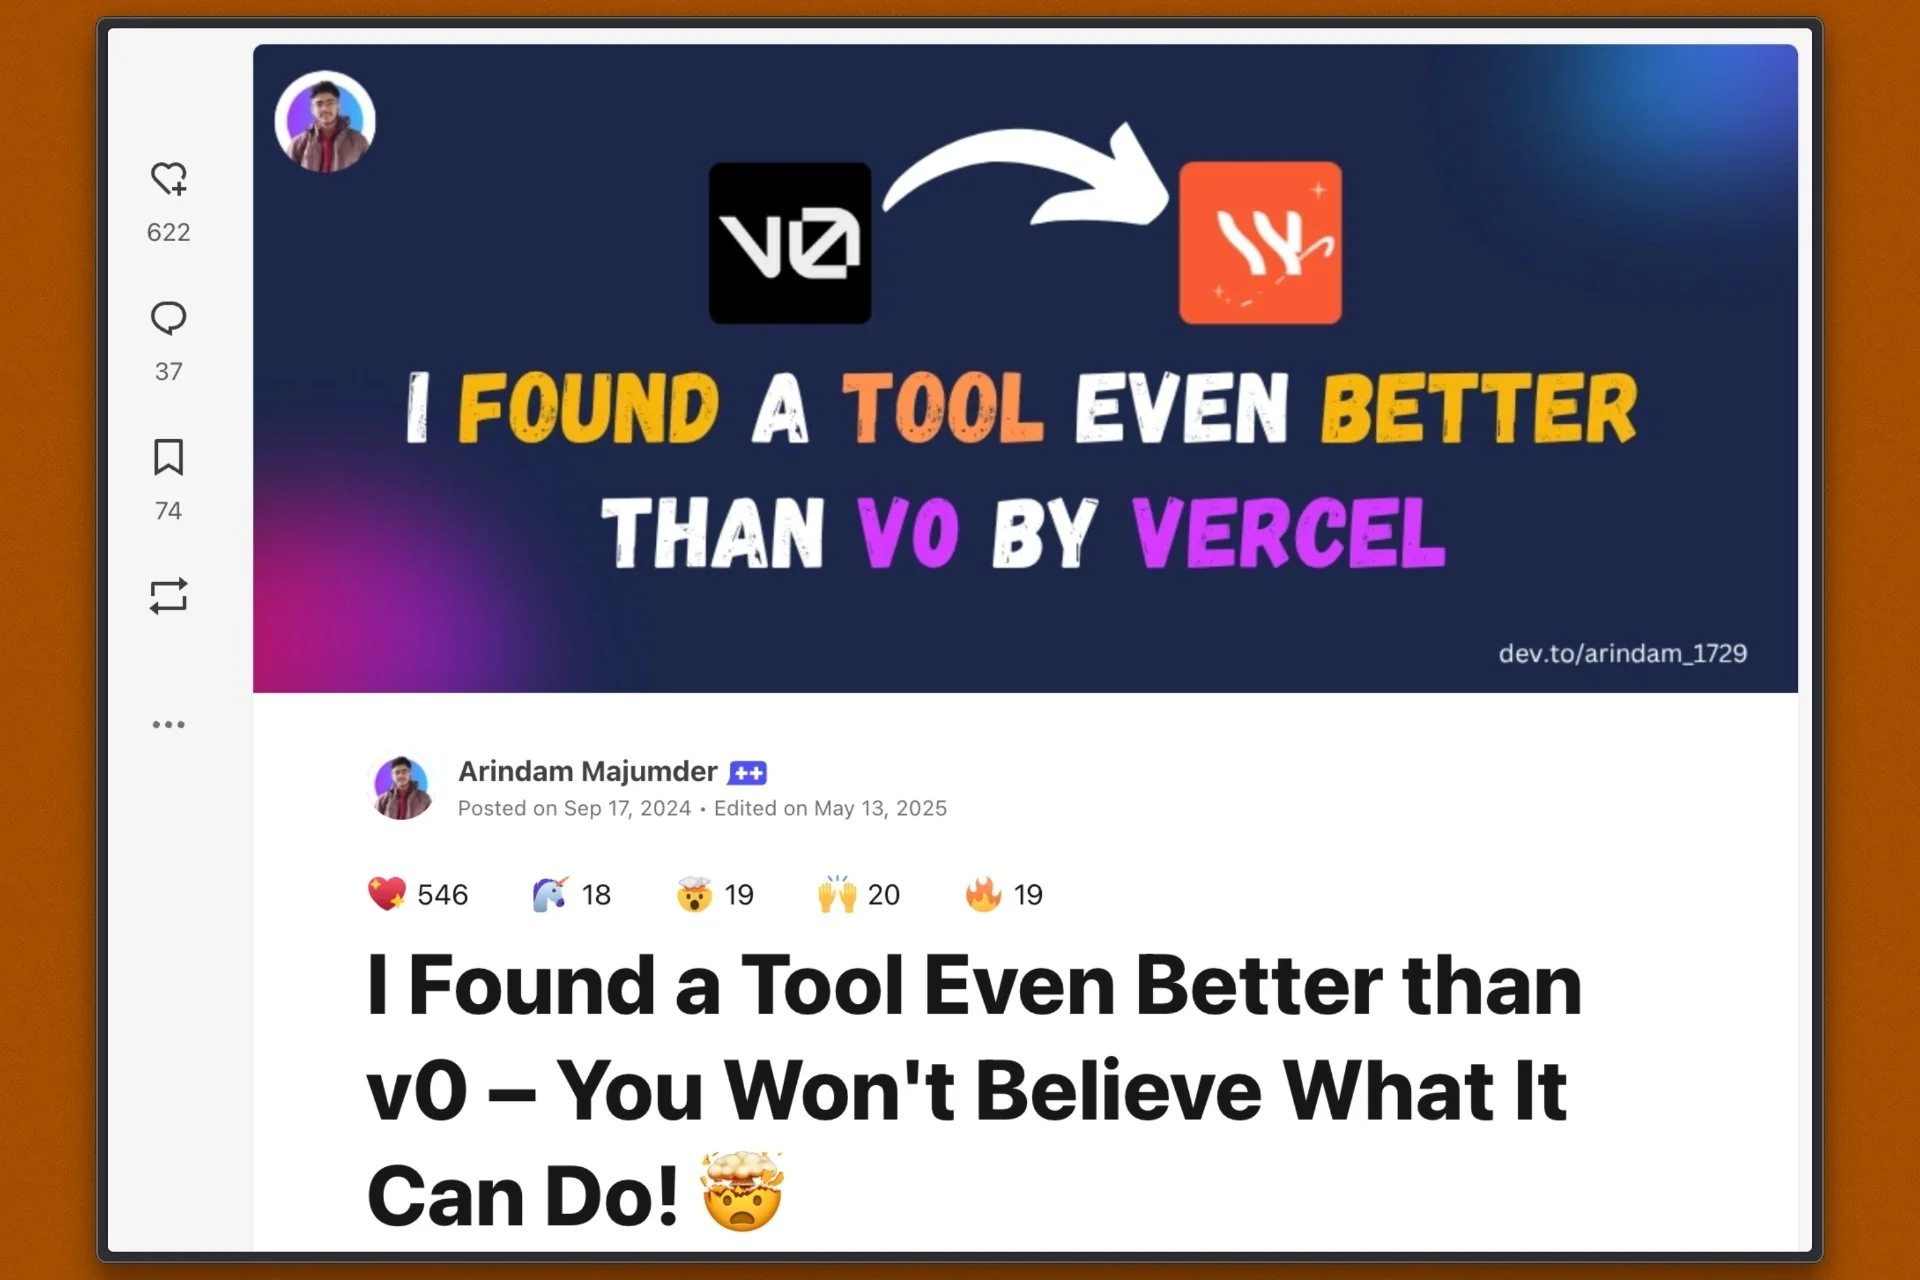 622
37
74
v0
I FOUND A TOOL EVEN BETTER
THAN V0 BY VERCEL
dev.to/arindam_1729
Arindam Majumder ++
Posted on Sep 17, 2024 • Edited on May 13, 2025
546 18 19 20 19
I Found a Tool Even Better than
v0 – You Won't Believe What It
Can Do! 🤯